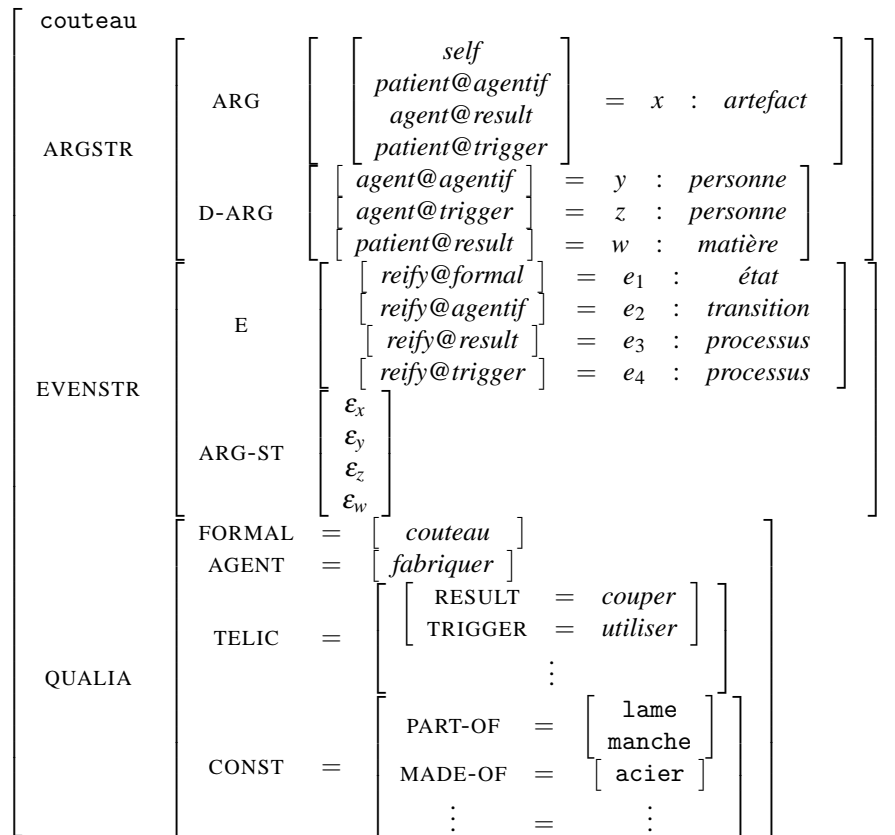 couteau
self
patient@agentif
ARG agent@result = x : artefact
patient@trigger
ARGSTR
agent@agentif = y : personne
D-ARG agent@trigger = z : personne
patient@result = w : matière
reify@formal = e1 : état
reify@agentif = e2 : transition
E
reify@result = e3 : processus
reify@trigger = e4 : processus
EVENSTR
εx
εy
ARG-ST
εz
εw
FORMAL = [ couteau ]
AGENT = [ fabriquer ]
RESULT = couper
TRIGGER = utiliser
TELIC =
⋮
QUALIA
lame
PART-OF =
manche
CONST = MADE-OF = [ acier ]
⋮ = ⋮